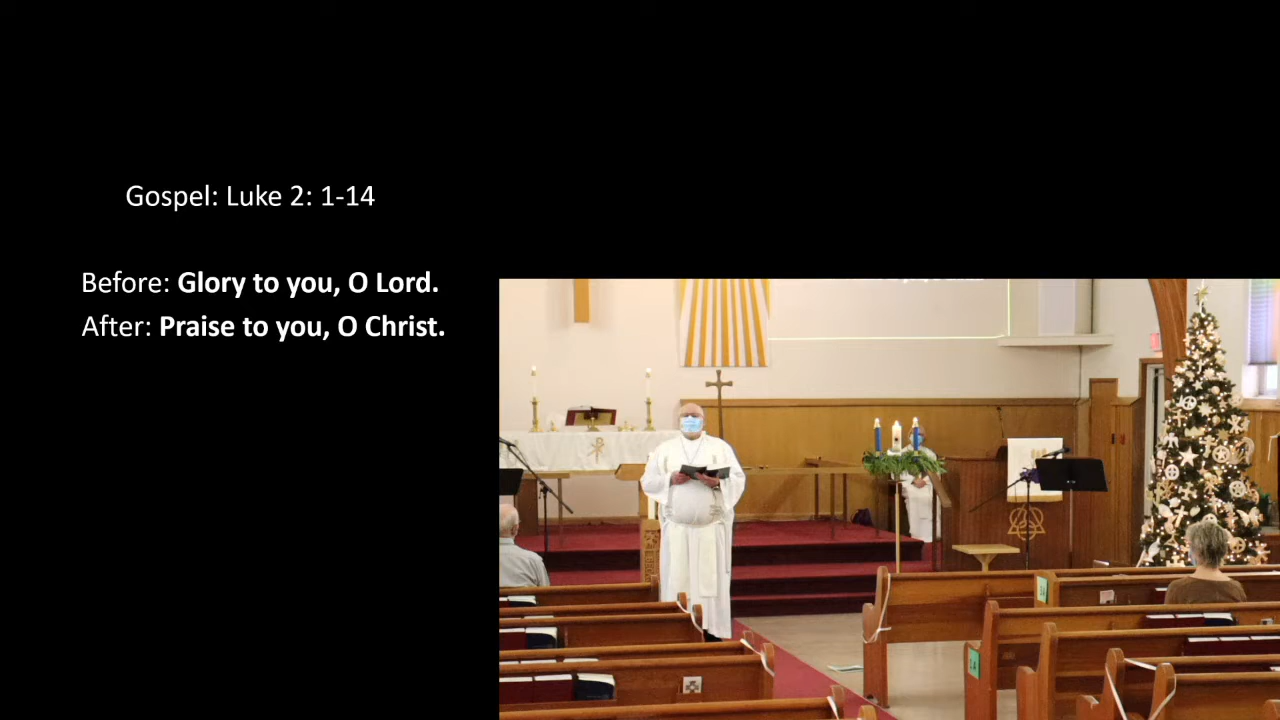 Gospel: Luke 2: 1-14
Before: Glory to you, O Lord.
After: Praise to you, O Christ.